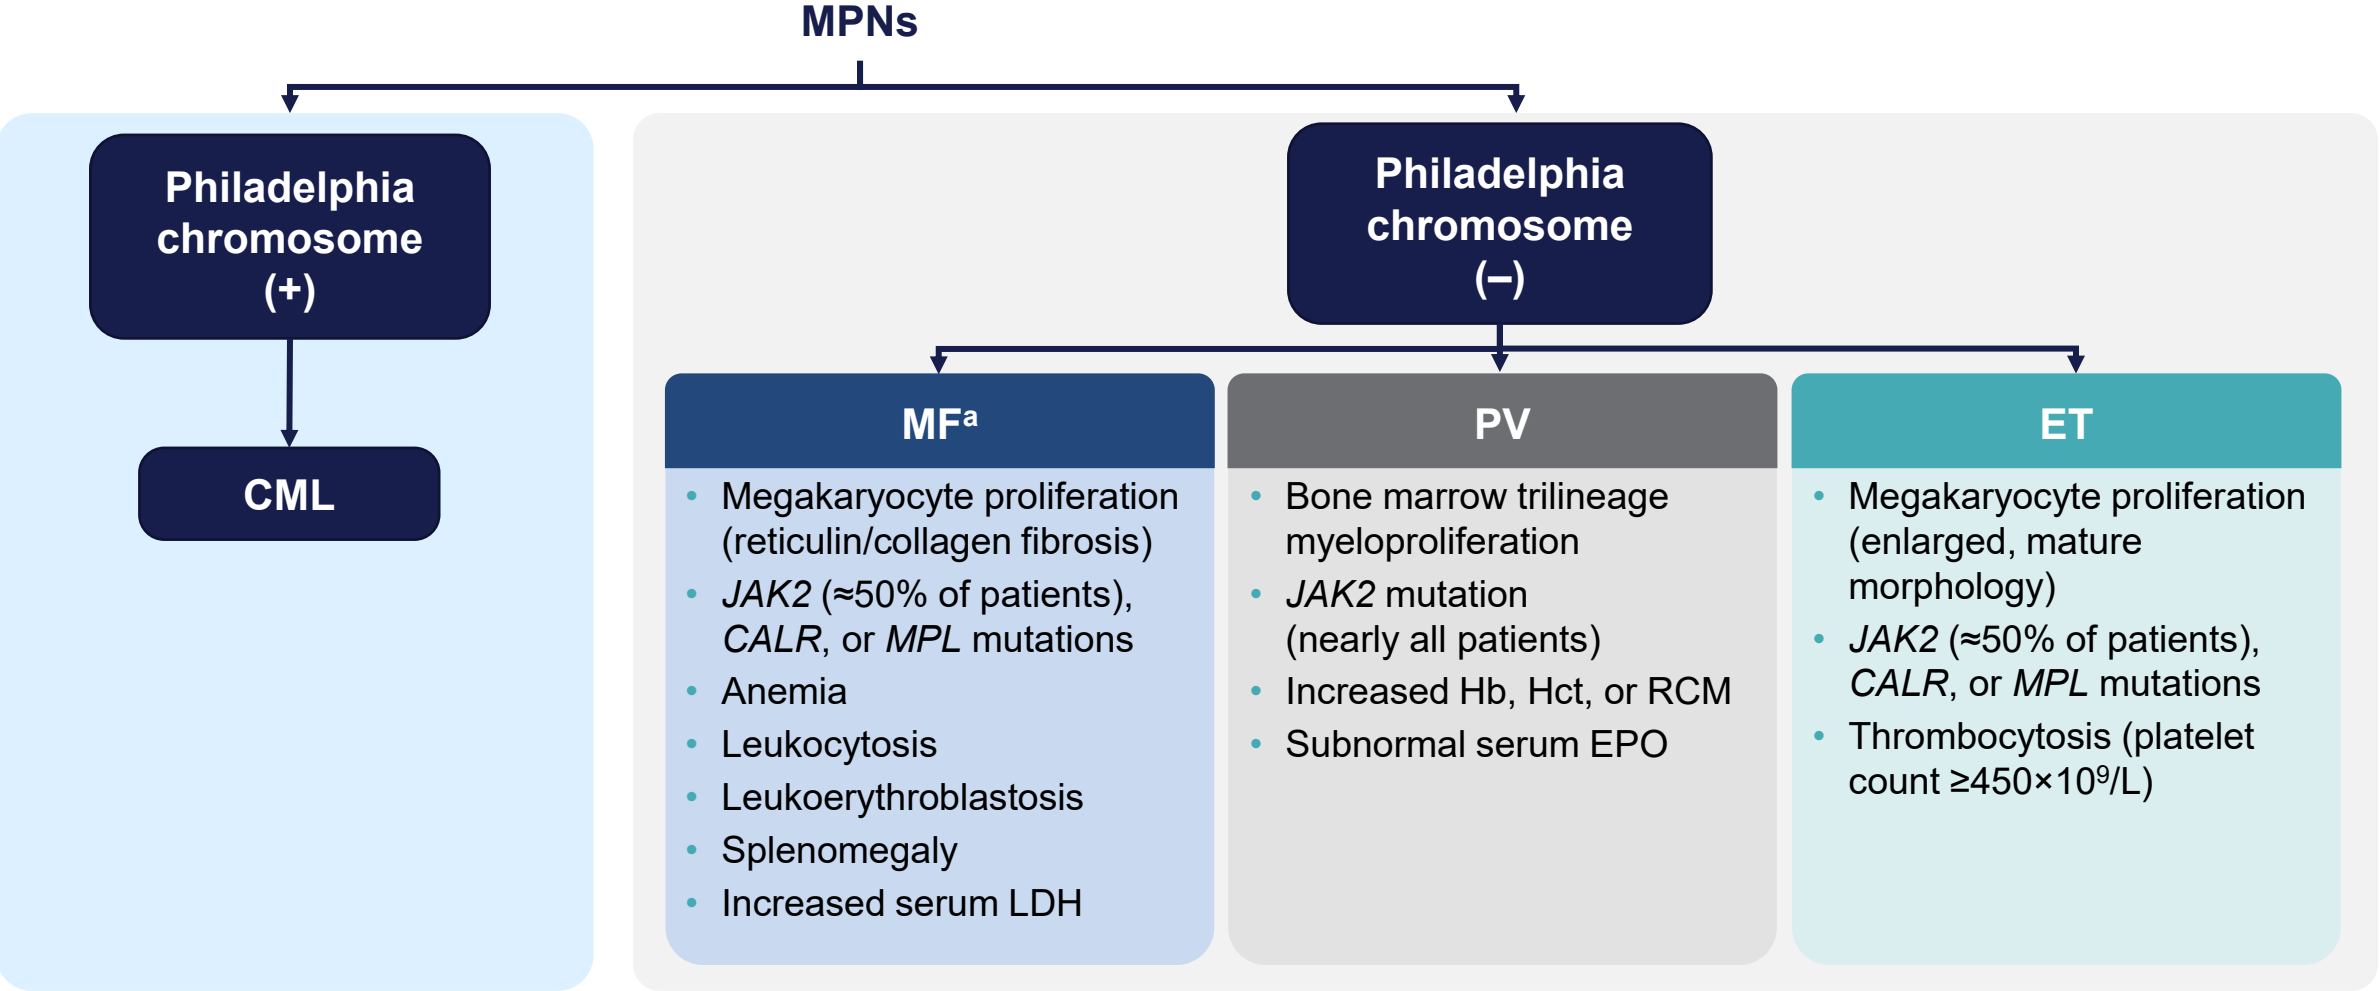 MPNs
Philadelphia
chromosome
(+)
CML
Philadelphia
chromosome
(–)
MFᵃ
• Megakaryocyte proliferation
(reticulin/collagen fibrosis)
• JAK2 (≈50% of patients),
CALR, or MPL mutations
• Anemia
• Leukocytosis
• Leukoerythroblastosis
• Splenomegaly
• Increased serum LDH
PV
• Bone marrow trilineage
myeloproliferation
• JAK2 mutation
(nearly all patients)
• Increased Hb, Hct, or RCM
• Subnormal serum EPO
ET
• Megakaryocyte proliferation
(enlarged, mature
morphology)
• JAK2 (≈50% of patients),
CALR, or MPL mutations
• Thrombocytosis (platelet
count ≥450×10⁹/L)